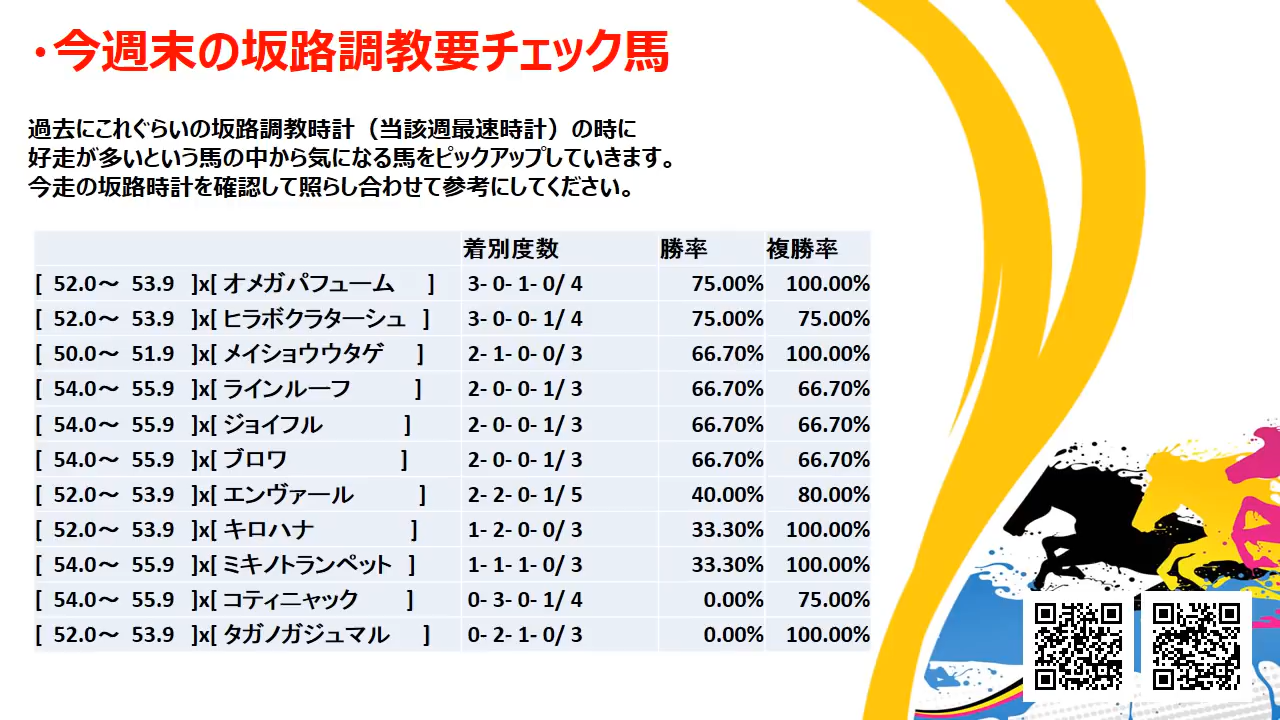 ・今週末の坂路調教要チェック馬
過去にこれぐらいの坂路調教時計（当該週最速時計）の時に
好走が多いという馬の中から気になる馬をピックアップしていきます。
今走の坂路時計を確認して照らし合わせて参考にしてください。
着別度数 勝率 複勝率
[ 52.0～ 53.9 ]x[ オメガパフューム ] 3- 0- 1- 0/ 4 75.00% 100.00%
[ 52.0～ 53.9 ]x[ ヒラボクラターシュ ] 3- 0- 0- 1/ 4 75.00% 75.00%
[ 50.0～ 51.9 ]x[ メイショウウタゲ ] 2- 1- 0- 0/ 3 66.70% 100.00%
[ 54.0～ 55.9 ]x[ ラインルーフ ] 2- 0- 0- 1/ 3 66.70% 66.70%
[ 54.0～ 55.9 ]x[ ジョイフル ] 2- 0- 0- 1/ 3 66.70% 66.70%
[ 54.0～ 55.9 ]x[ ブロワ ] 2- 0- 0- 1/ 3 66.70% 66.70%
[ 52.0～ 53.9 ]x[ エンヴァール ] 2- 2- 0- 1/ 5 40.00% 80.00%
[ 52.0～ 53.9 ]x[ キロハナ ] 1- 2- 0- 0/ 3 33.30% 100.00%
[ 54.0～ 55.9 ]x[ ミキノトランペット ] 1- 1- 1- 0/ 3 33.30% 100.00%
[ 54.0～ 55.9 ]x[ コティニャック ] 0- 3- 0- 1/ 4 0.00% 75.00%
[ 52.0～ 53.9 ]x[ タガノガジュマル ] 0- 2- 1- 0/ 3 0.00% 100.00%